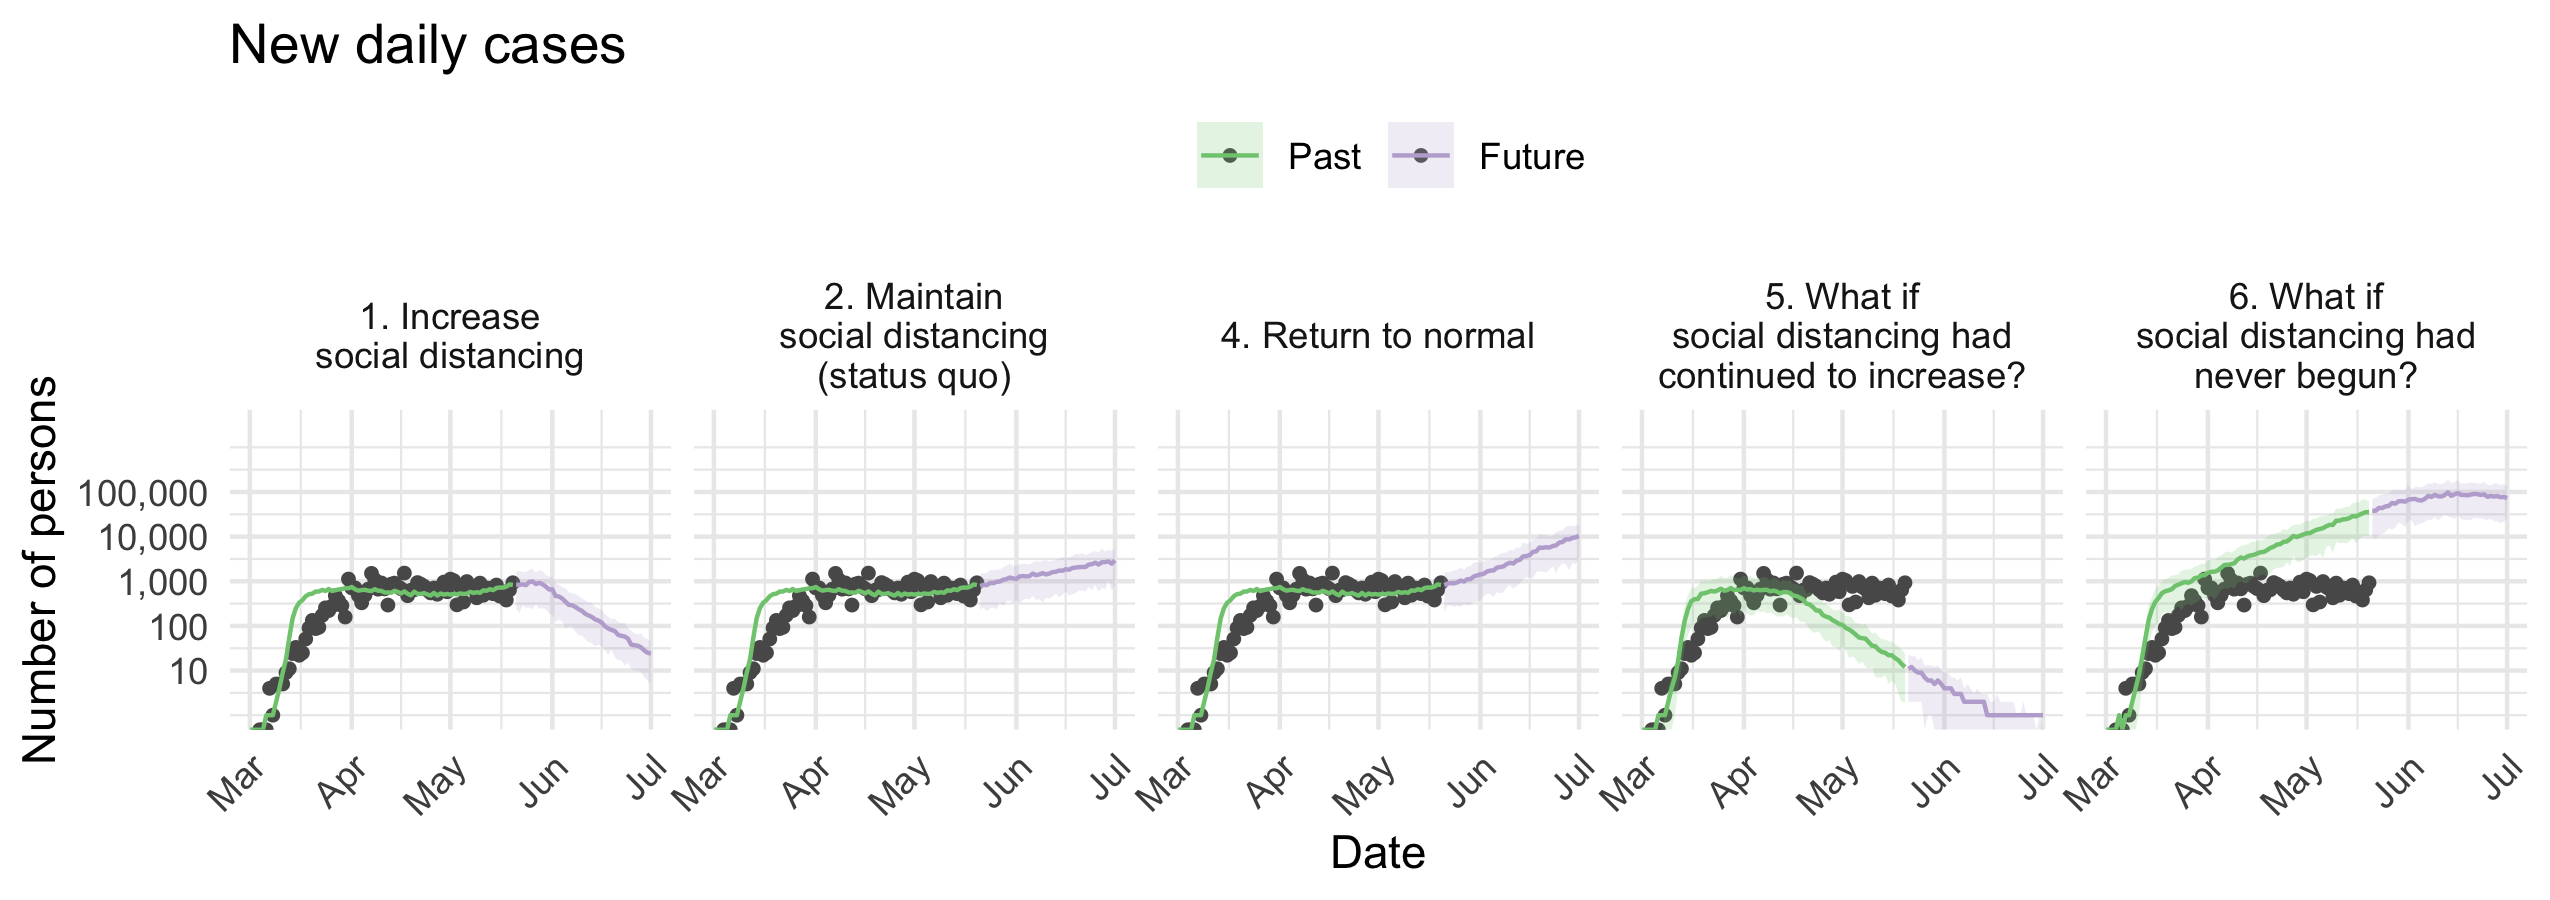 New daily cases
Past Future
1. Increase
social distancing
2. Maintain
social distancing
(status quo)
4. Return to normal
5. What if
social distancing had
continued to increase?
6. What if
social distancing had
never begun?
Number of persons
100,000
10,000
1,000
100
10
Mar Apr May Jun Jul
Mar Apr May Jun Jul
Mar Apr May Jun Jul
Mar Apr May Jun Jul
Mar Apr May Jun Jul
Date